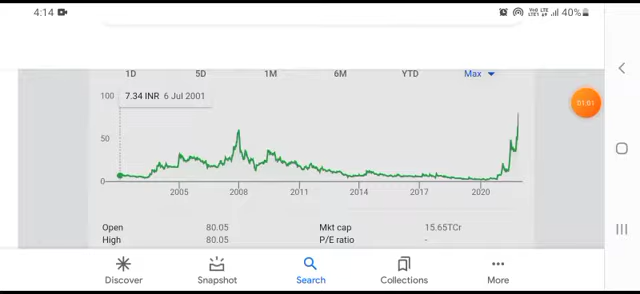 4:14 40%
1D 5D 1M 6M YTD Max
7.34 INR 6 Jul 2001
100
50
0
2005 2008 2011 2014 2017 2020
Open 80.05 Mkt cap 15.65TCr
High 80.05 P/E ratio -
01:01
Discover Snapshot Search Collections More